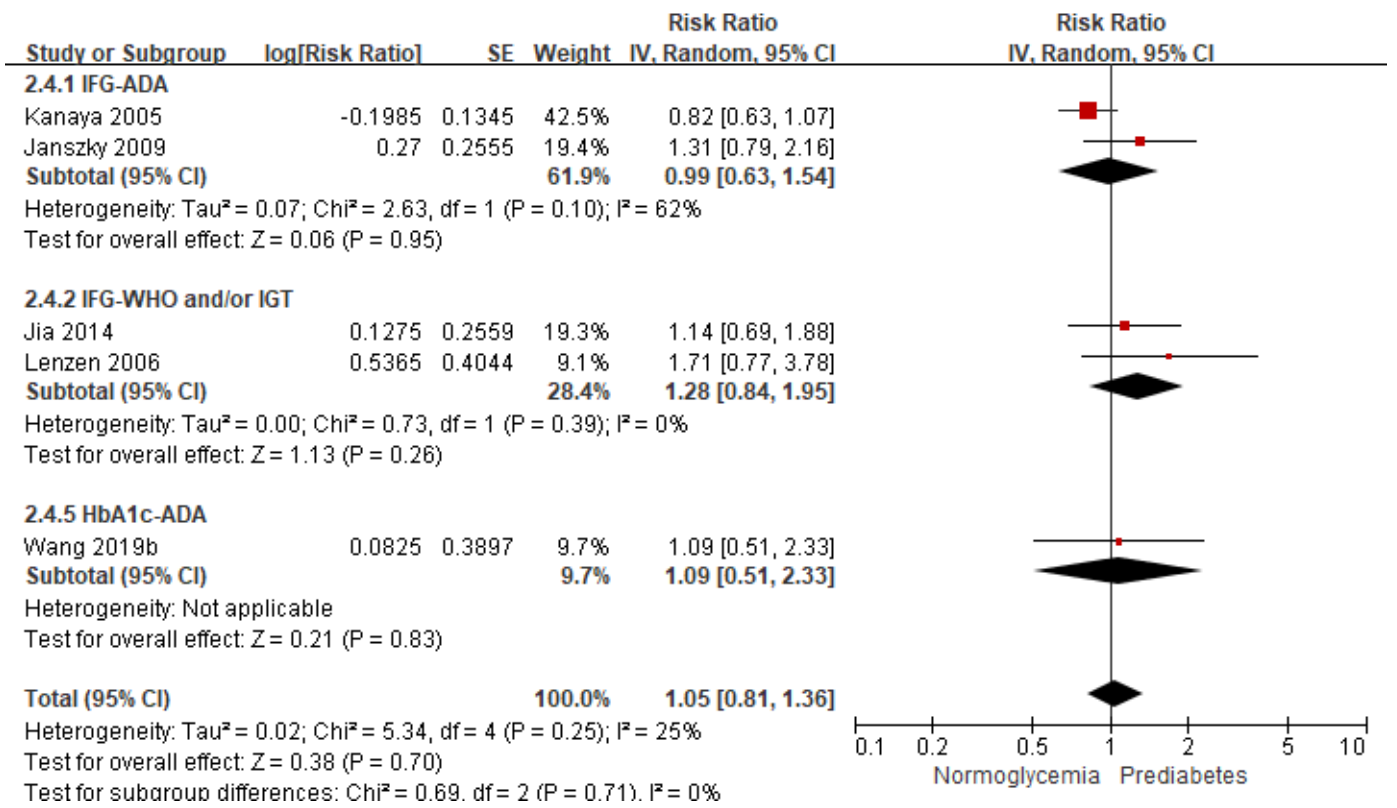 Risk Ratio Risk Ratio
Study or Subgroup log[Risk Ratio] SE Weight IV, Random, 95% CI IV, Random, 95% CI
2.4.1 IFG-ADA
Kanaya 2005 -0.1985 0.1345 42.5% 0.82 [0.63, 1.07]
Janszky 2009 0.27 0.2555 19.4% 1.31 [0.79, 2.16]
Subtotal (95% CI) 61.9% 0.99 [0.63, 1.54]
Heterogeneity: Tau² = 0.07; Chi² = 2.63, df = 1 (P = 0.10); I² = 62%
Test for overall effect: Z = 0.06 (P = 0.95)
2.4.2 IFG-WHO and/or IGT
Jia 2014 0.1275 0.2559 19.3% 1.14 [0.69, 1.88]
Lenzen 2006 0.5365 0.4044 9.1% 1.71 [0.77, 3.78]
Subtotal (95% CI) 28.4% 1.28 [0.84, 1.95]
Heterogeneity: Tau² = 0.00; Chi² = 0.73, df = 1 (P = 0.39); I² = 0%
Test for overall effect: Z = 1.13 (P = 0.26)
2.4.5 HbA1c-ADA
Wang 2019b 0.0825 0.3897 9.7% 1.09 [0.51, 2.33]
Subtotal (95% CI) 9.7% 1.09 [0.51, 2.33]
Heterogeneity: Not applicable
Test for overall effect: Z = 0.21 (P = 0.83)
Total (95% CI) 100.0% 1.05 [0.81, 1.36]
Heterogeneity: Tau² = 0.02; Chi² = 5.34, df = 4 (P = 0.25); I² = 25%
Test for overall effect: Z = 0.38 (P = 0.70)
Test for subgroup differences: Chi² = 0.69, df = 2 (P = 0.71), I² = 0%
0.1 0.2 0.5 1 2 5 10
Normoglycemia Prediabetes